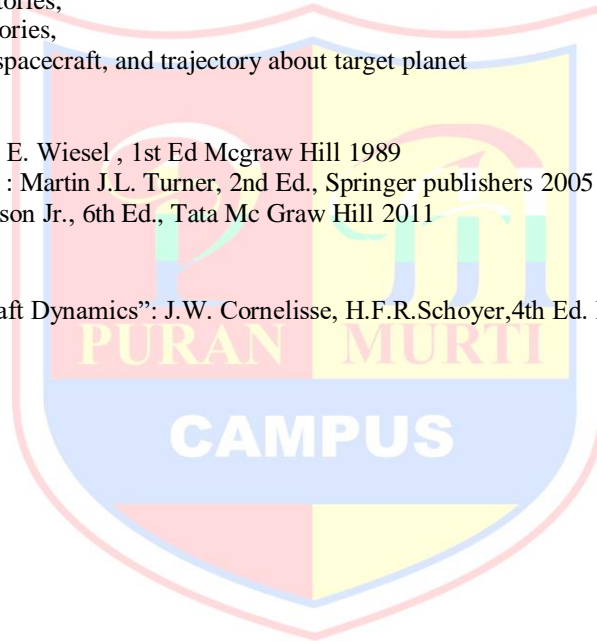 ories,
spacecraft, and trajectory about target planet
E. Wiesel , 1st Ed Mcgraw Hill 1989
: Martin J.L. Turner, 2nd Ed., Springer publishers 2005
son Jr., 6th Ed., Tata Mc Graw Hill 2011
aft Dynamics”: J.W. Cornelisse, H.F.R.Schoyer,4th Ed.
PURAN MURTI
CAMPUS